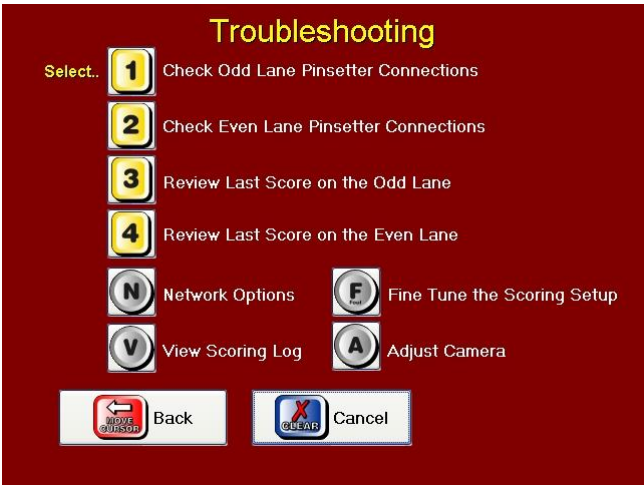 Troubleshooting
Select.. 1 Check Odd Lane Pinsetter Connections
2 Check Even Lane Pinsetter Connections
3 Review Last Score on the Odd Lane
4 Review Last Score on the Even Lane
N Network Options F Foul Fine Tune the Scoring Setup
V View Scoring Log A Adjust Camera
MOVE CURSOR Back X CLEAR Cancel